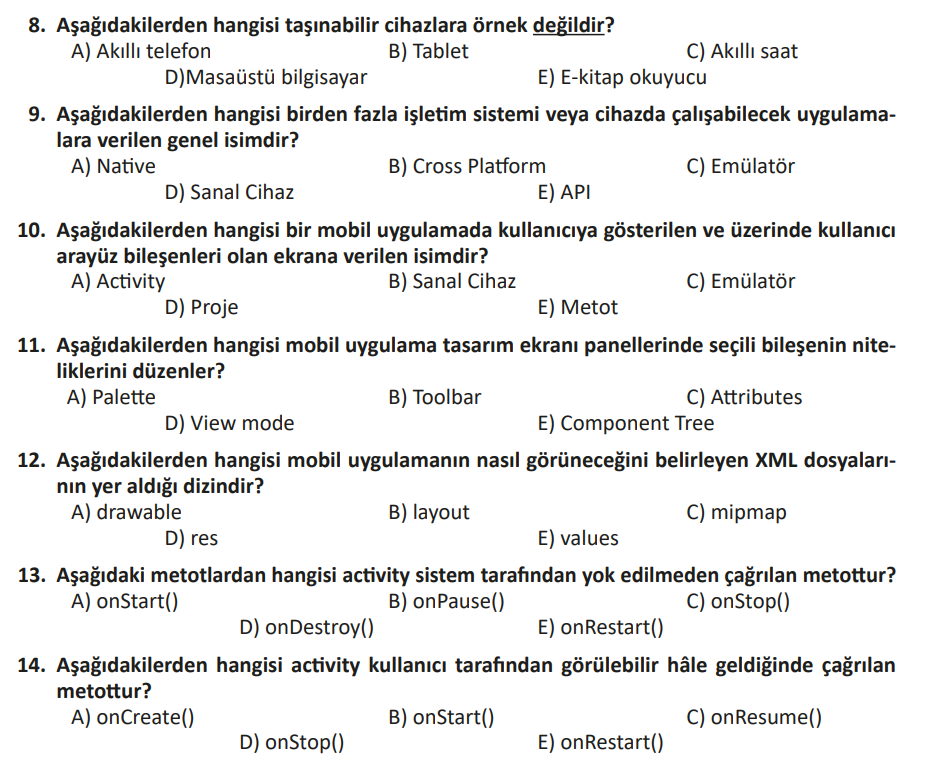 8. Aşağıdakilerden hangisi taşınabilir cihazlara örnek değildir?
A) Akıllı telefon B) Tablet C) Akıllı saat
D)Masaüstü bilgisayar E) E-kitap okuyucu
9. Aşağıdakilerden hangisi birden fazla işletim sistemi veya cihazda çalışabilecek uygulama-
lara verilen genel isimdir?
A) Native B) Cross Platform C) Emülatör
D) Sanal Cihaz E) API
10. Aşağıdakilerden hangisi bir mobil uygulamada kullanıcıya gösterilen ve üzerinde kullanıcı
arayüz bileşenleri olan ekrana verilen isimdir?
A) Activity B) Sanal Cihaz C) Emülatör
D) Proje E) Metot
11. Aşağıdakilerden hangisi mobil uygulama tasarım ekranı panellerinde seçili bileşenin nite-
liklerini düzenler?
A) Palette B) Toolbar C) Attributes
D) View mode E) Component Tree
12. Aşağıdakilerden hangisi mobil uygulamanın nasıl görüneceğini belirleyen XML dosyaları-
nın yer aldığı dizindir?
A) drawable B) layout C) mipmap
D) res E) values
13. Aşağıdaki metotlardan hangisi activity sistem tarafından yok edilmeden çağrılan metottur?
A) onStart() B) onPause() C) onStop()
D) onDestroy() E) onRestart()
14. Aşağıdakilerden hangisi activity kullanıcı tarafından görülebilir hâle geldiğinde çağrılan
metottur?
A) onCreate() B) onStart() C) onResume()
D) onStop() E) onRestart()